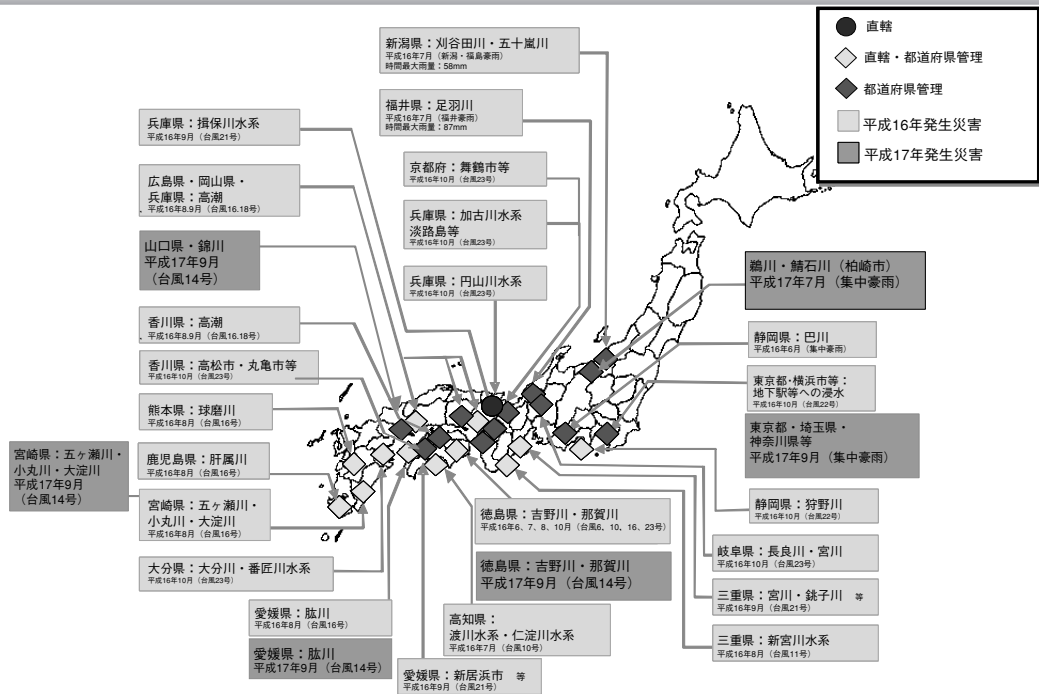 直轄
直轄・都道府県管理
都道府県管理
平成16年発生災害
平成17年発生災害
新潟県：刈谷田川・五十嵐川
平成16年7月（新潟・福島豪雨）
時間最大雨量：58mm
福井県：足羽川
平成16年7月（福井豪雨）
時間最大雨量：87mm
兵庫県：揖保川水系
平成16年9月（台風21号）
京都府：舞鶴市等
平成16年10月（台風23号）
広島県・岡山県・
兵庫県：高潮
平成16年8.9月（台風16.18号）
兵庫県：加古川水系
淡路島等
平成16年10月（台風23号）
山口県・錦川
平成17年9月
（台風14号）
兵庫県：円山川水系
平成16年10月（台風23号）
鵜川・鯖石川（柏崎市）
平成17年7月（集中豪雨）
香川県：高潮
平成16年8.9月（台風16.18号）
静岡県：巴川
平成16年6月（集中豪雨）
香川県：高松市・丸亀市等
平成16年10月（台風23号）
東京都・横浜市等：
地下駅等への浸水
平成16年10月（台風22号）
熊本県：球磨川
平成16年8月（台風16号）
東京都・埼玉県・
神奈川県等
平成17年9月（集中豪雨）
宮崎県：五ヶ瀬川・
小丸川・大淀川
平成17年9月
（台風14号）
鹿児島県：肝属川
平成16年8月（台風16号）
宮崎県：五ヶ瀬川・
小丸川・大淀川
平成16年8月（台風16号）
静岡県：狩野川
平成16年10月（台風22号）
徳島県：吉野川・那賀川
平成16年6、7、8、10月（台風6、10、16、23号）
岐阜県：長良川・宮川
平成16年10月（台風23号）
大分県：大分川・番匠川水系
平成16年10月（台風23号）
徳島県：吉野川・那賀川
平成17年9月（台風14号）
三重県：宮川・銚子川　等
平成16年9月（台風21号）
愛媛県：肱川
平成16年8月（台風16号）
高知県：
渡川水系・仁淀川水系
平成16年7月（台風10号）
三重県：新宮川水系
平成16年8月（台風11号）
愛媛県：肱川
平成17年9月（台風14号）
愛媛県：新居浜市　等
平成16年9月（台風21号）